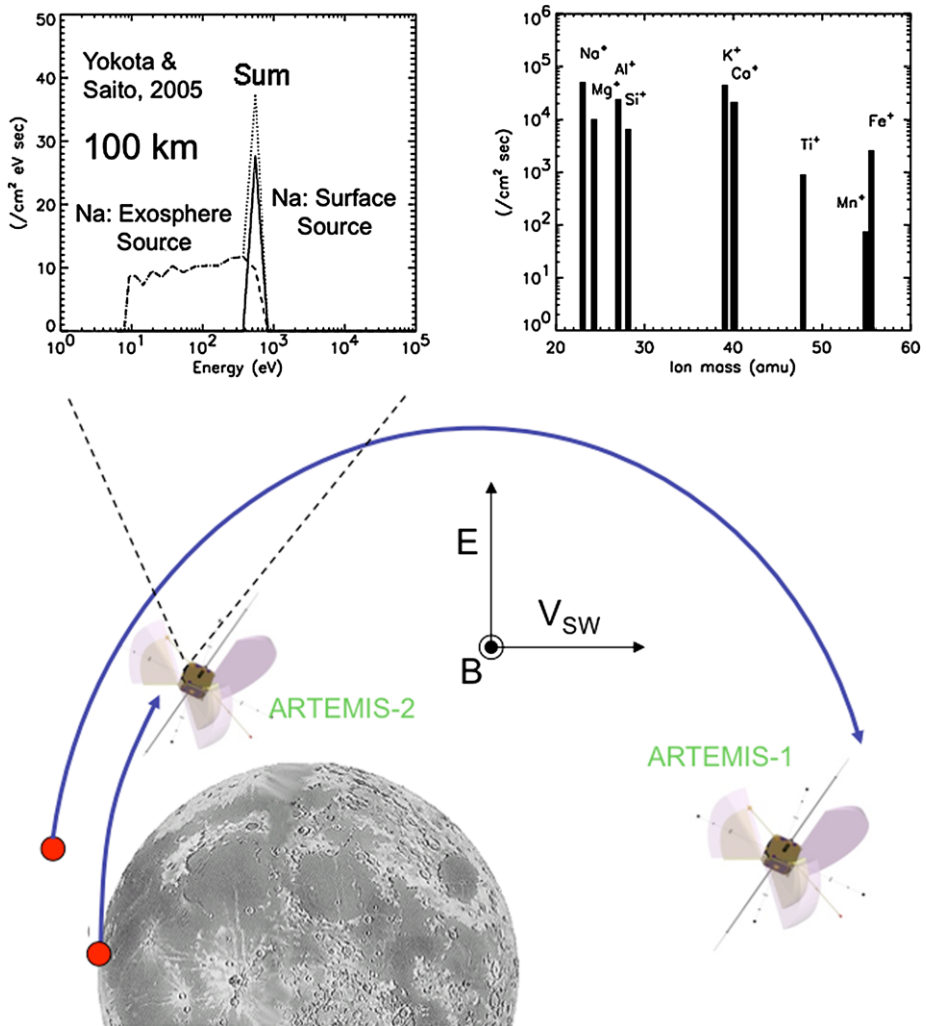 50
40
30
20
10
0
(/cm² eV sec)
Yokota &
Saito, 2005
100 km
Sum
Na: Exosphere
Source
Na: Surface
Source
10⁰
10¹
10²
10³
10⁴
10⁵
Energy (eV)
10⁶
10⁵
10⁴
10³
10²
10¹
10⁰
(/cm² sec)
Na⁺
Mg⁺
Al⁺
Si⁺
K⁺
Ca⁺
Ti⁺
Mn⁺
Fe⁺
20
30
40
50
60
Ion mass (amu)
E
V_SW
B
ARTEMIS-2
ARTEMIS-1